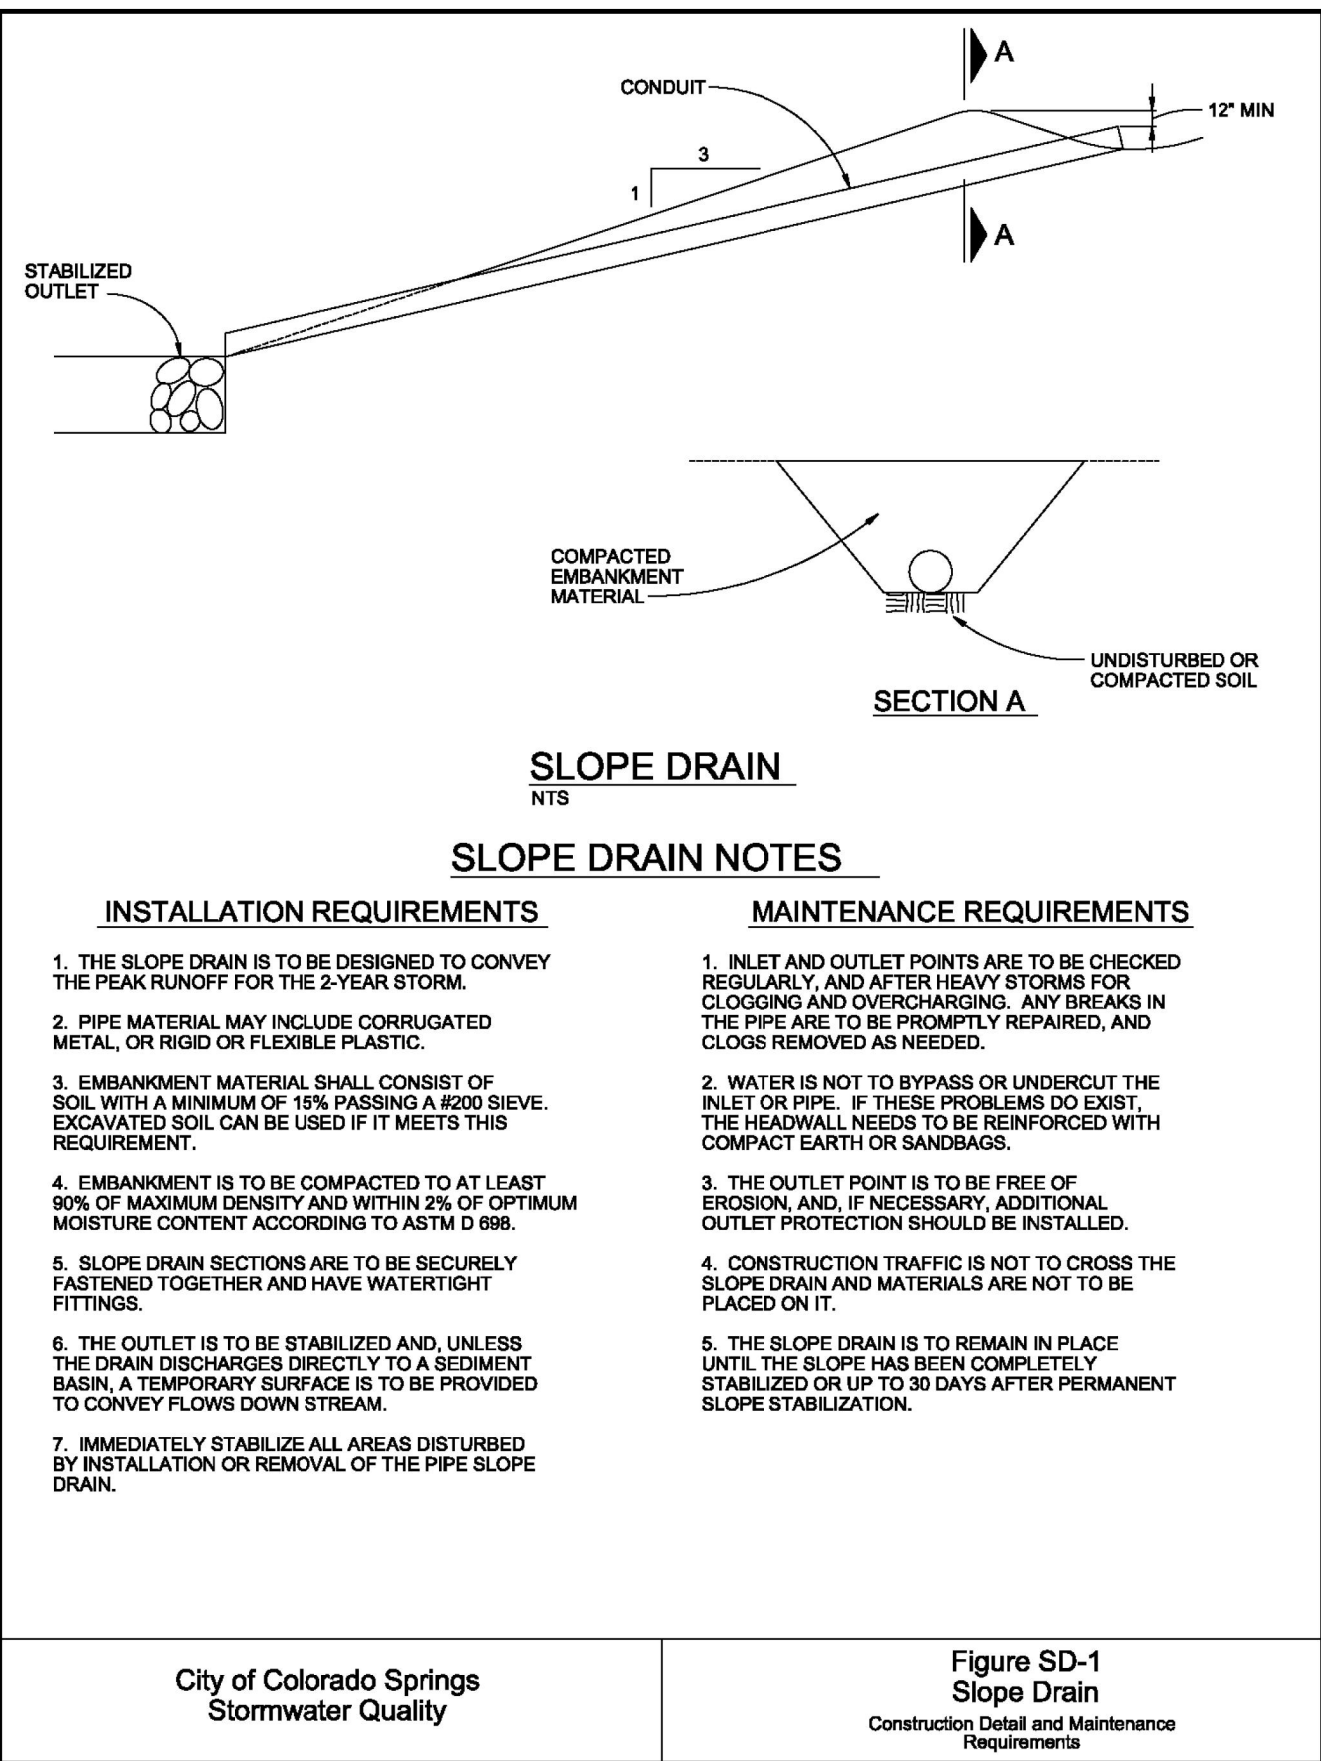 A
CONDUIT
12" MIN
3
1
A
STABILIZED
OUTLET
COMPACTED
EMBANKMENT
MATERIAL
UNDISTURBED OR
COMPACTED SOIL
SECTION A
SLOPE DRAIN
NTS
SLOPE DRAIN NOTES
INSTALLATION REQUIREMENTS
1. THE SLOPE DRAIN IS TO BE DESIGNED TO CONVEY
THE PEAK RUNOFF FOR THE 2-YEAR STORM.
2. PIPE MATERIAL MAY INCLUDE CORRUGATED
METAL, OR RIGID OR FLEXIBLE PLASTIC.
3. EMBANKMENT MATERIAL SHALL CONSIST OF
SOIL WITH A MINIMUM OF 15% PASSING A #200 SIEVE.
EXCAVATED SOIL CAN BE USED IF IT MEETS THIS
REQUIREMENT.
4. EMBANKMENT IS TO BE COMPACTED TO AT LEAST
90% OF MAXIMUM DENSITY AND WITHIN 2% OF OPTIMUM
MOISTURE CONTENT ACCORDING TO ASTM D 698.
5. SLOPE DRAIN SECTIONS ARE TO BE SECURELY
FASTENED TOGETHER AND HAVE WATERTIGHT
FITTINGS.
6. THE OUTLET IS TO BE STABILIZED AND, UNLESS
THE DRAIN DISCHARGES DIRECTLY TO A SEDIMENT
BASIN, A TEMPORARY SURFACE IS TO BE PROVIDED
TO CONVEY FLOWS DOWN STREAM.
7. IMMEDIATELY STABILIZE ALL AREAS DISTURBED
BY INSTALLATION OR REMOVAL OF THE PIPE SLOPE
DRAIN.
MAINTENANCE REQUIREMENTS
1. INLET AND OUTLET POINTS ARE TO BE CHECKED
REGULARLY, AND AFTER HEAVY STORMS FOR
CLOGGING AND OVERCHARGING. ANY BREAKS IN
THE PIPE ARE TO BE PROMPTLY REPAIRED, AND
CLOGS REMOVED AS NEEDED.
2. WATER IS NOT TO BYPASS OR UNDERCUT THE
INLET OR PIPE. IF THESE PROBLEMS DO EXIST,
THE HEADWALL NEEDS TO BE REINFORCED WITH
COMPACT EARTH OR SANDBAGS.
3. THE OUTLET POINT IS TO BE FREE OF
EROSION, AND, IF NECESSARY, ADDITIONAL
OUTLET PROTECTION SHOULD BE INSTALLED.
4. CONSTRUCTION TRAFFIC IS NOT TO CROSS THE
SLOPE DRAIN AND MATERIALS ARE NOT TO BE
PLACED ON IT.
5. THE SLOPE DRAIN IS TO REMAIN IN PLACE
UNTIL THE SLOPE HAS BEEN COMPLETELY
STABILIZED OR UP TO 30 DAYS AFTER PERMANENT
SLOPE STABILIZATION.
City of Colorado Springs
Stormwater Quality
Figure SD-1
Slope Drain
Construction Detail and Maintenance
Requirements